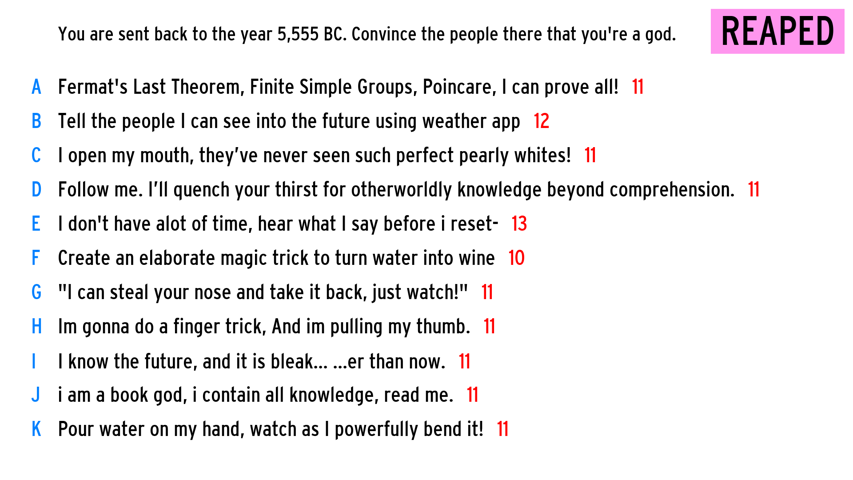 You are sent back to the year 5,555 BC. Convince the people there that you're a god.
REAPED
A Fermat's Last Theorem, Finite Simple Groups, Poincare, I can prove all! 11
B Tell the people I can see into the future using weather app 12
C I open my mouth, they’ve never seen such perfect pearly whites! 11
D Follow me. I’ll quench your thirst for otherworldly knowledge beyond comprehension. 11
E I don't have alot of time, hear what I say before i reset- 13
F Create an elaborate magic trick to turn water into wine 10
G "I can steal your nose and take it back, just watch!" 11
H Im gonna do a finger trick, And im pulling my thumb. 11
I I know the future, and it is bleak... ...er than now. 11
J i am a book god, i contain all knowledge, read me. 11
K Pour water on my hand, watch as I powerfully bend it! 11